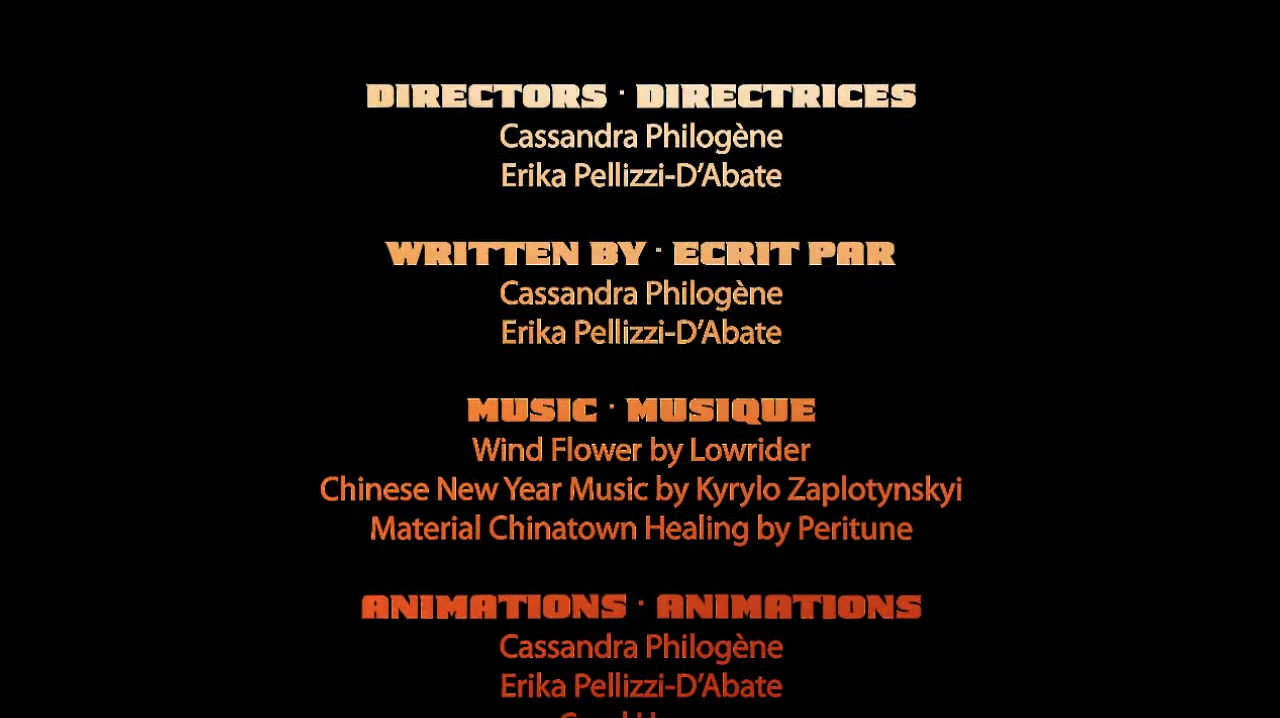 DIRECTORS · DIRECTRICES
Cassandra Philogène
Erika Pellizzi-D’Abate
WRITTEN BY · ECRIT PAR
Cassandra Philogène
Erika Pellizzi-D’Abate
MUSIC · MUSIQUE
Wind Flower by Lowrider
Chinese New Year Music by Kyrylo Zaplotynskyi
Material Chinatown Healing by Peritune
ANIMATIONS · ANIMATIONS
Cassandra Philogène
Erika Pellizzi-D’Abate